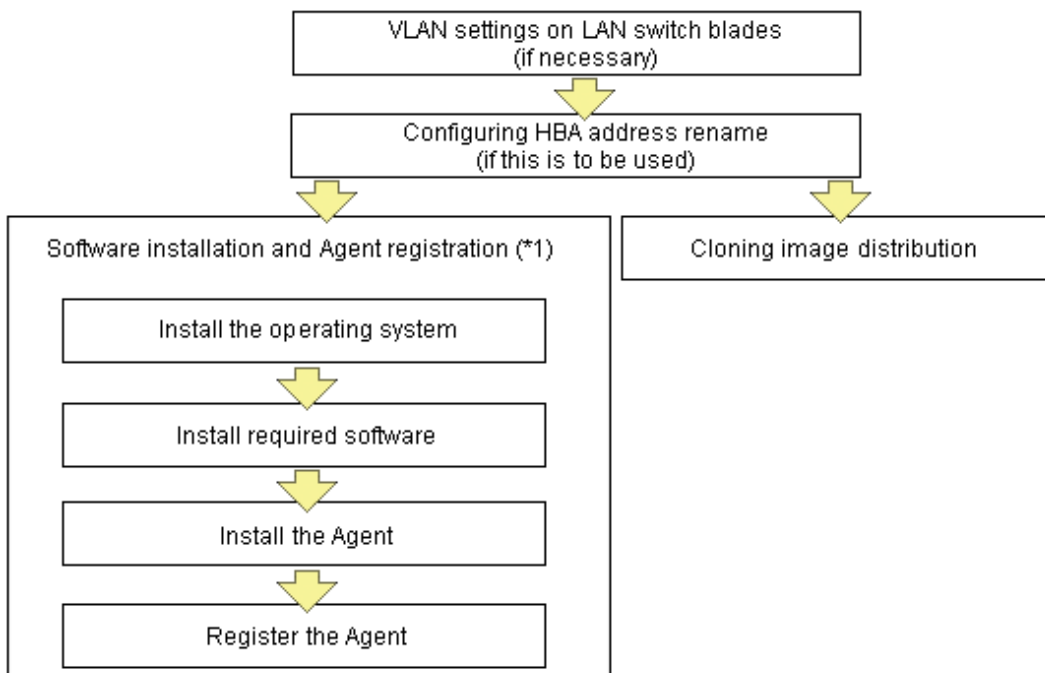 VLAN settings on LAN switch blades
(if necessary)
Configuring HBA address rename
(if this is to be used)
Software installation and Agent registration (*1)
Cloning image distribution
Install the operating system
Install required software
Install the Agent
Register the Agent